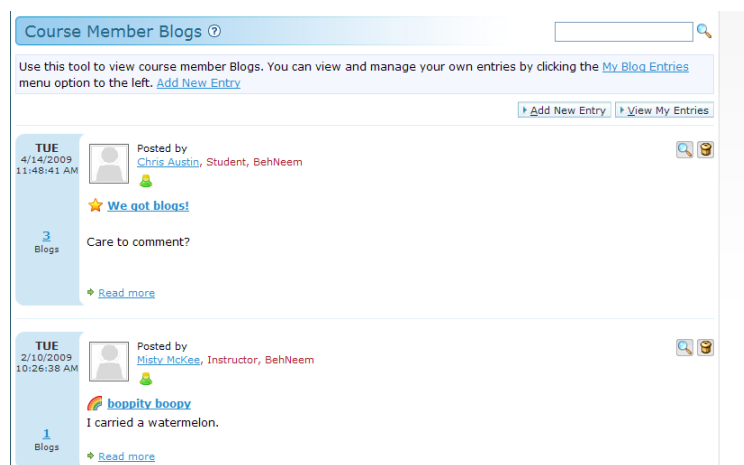 Course Member Blogs ?
Use this tool to view course member Blogs. You can view and manage your own entries by clicking the My Blog Entries
menu option to the left. Add New Entry
Add New Entry View My Entries
TUE
4/14/2009
11:48:41 AM
Posted by
Chris Austin, Student, BehNeem
We got blogs!
3
Blogs
Care to comment?
Read more
TUE
2/10/2009
10:26:38 AM
Posted by
Misty McKee, Instructor, BehNeem
boppity boopy
I carried a watermelon.
1
Blogs
Read more